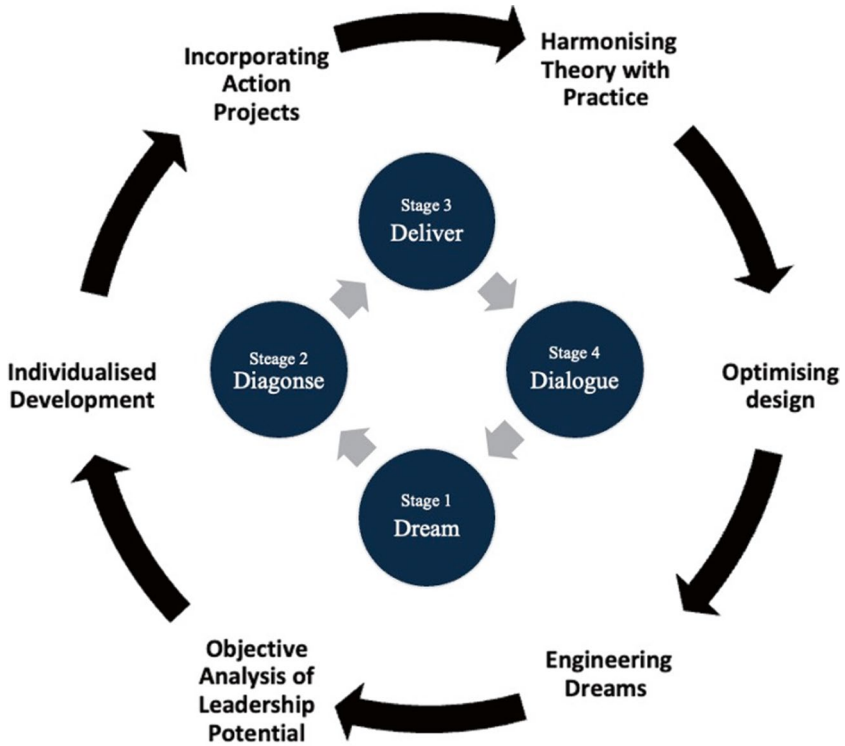 Incorporating
Action
Projects
Harmonising
Theory with
Practice
Stage 3
Deliver
Individualised
Development
Steage 2
Diagonse
Stage 4
Dialogue
Optimising
design
Stage 1
Dream
Objective
Analysis of
Leadership
Potential
Engineering
Dreams